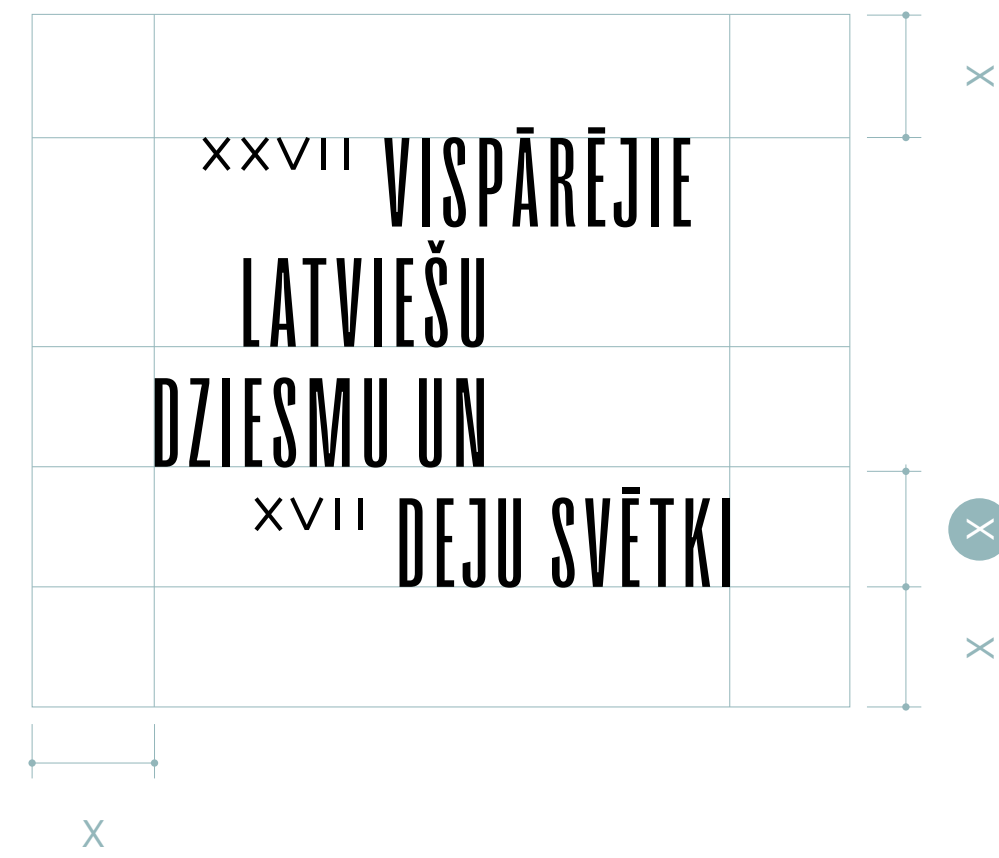 XXVII VISPĀRĒJIE
LATVIEŠU
DZIESMU UN
XVII DEJU SVĒTKI
X
X
X
X